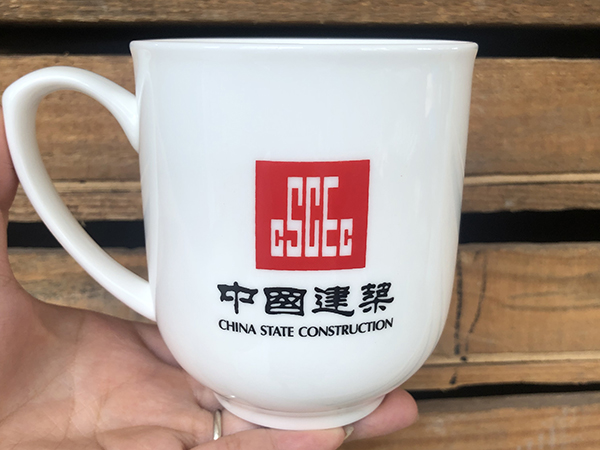 CSCEC
中國建築
CHINA STATE CONSTRUCTION